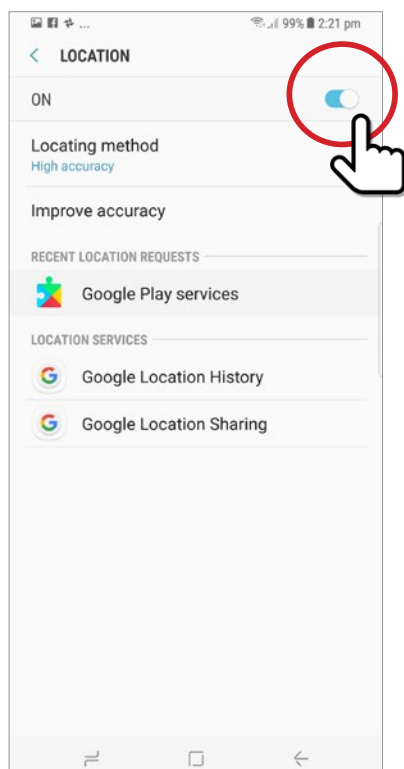 ... 99% 2:21 pm
LOCATION
ON
Locating method
High accuracy
Improve accuracy
RECENT LOCATION REQUESTS
Google Play services
LOCATION SERVICES
G Google Location History
G Google Location Sharing